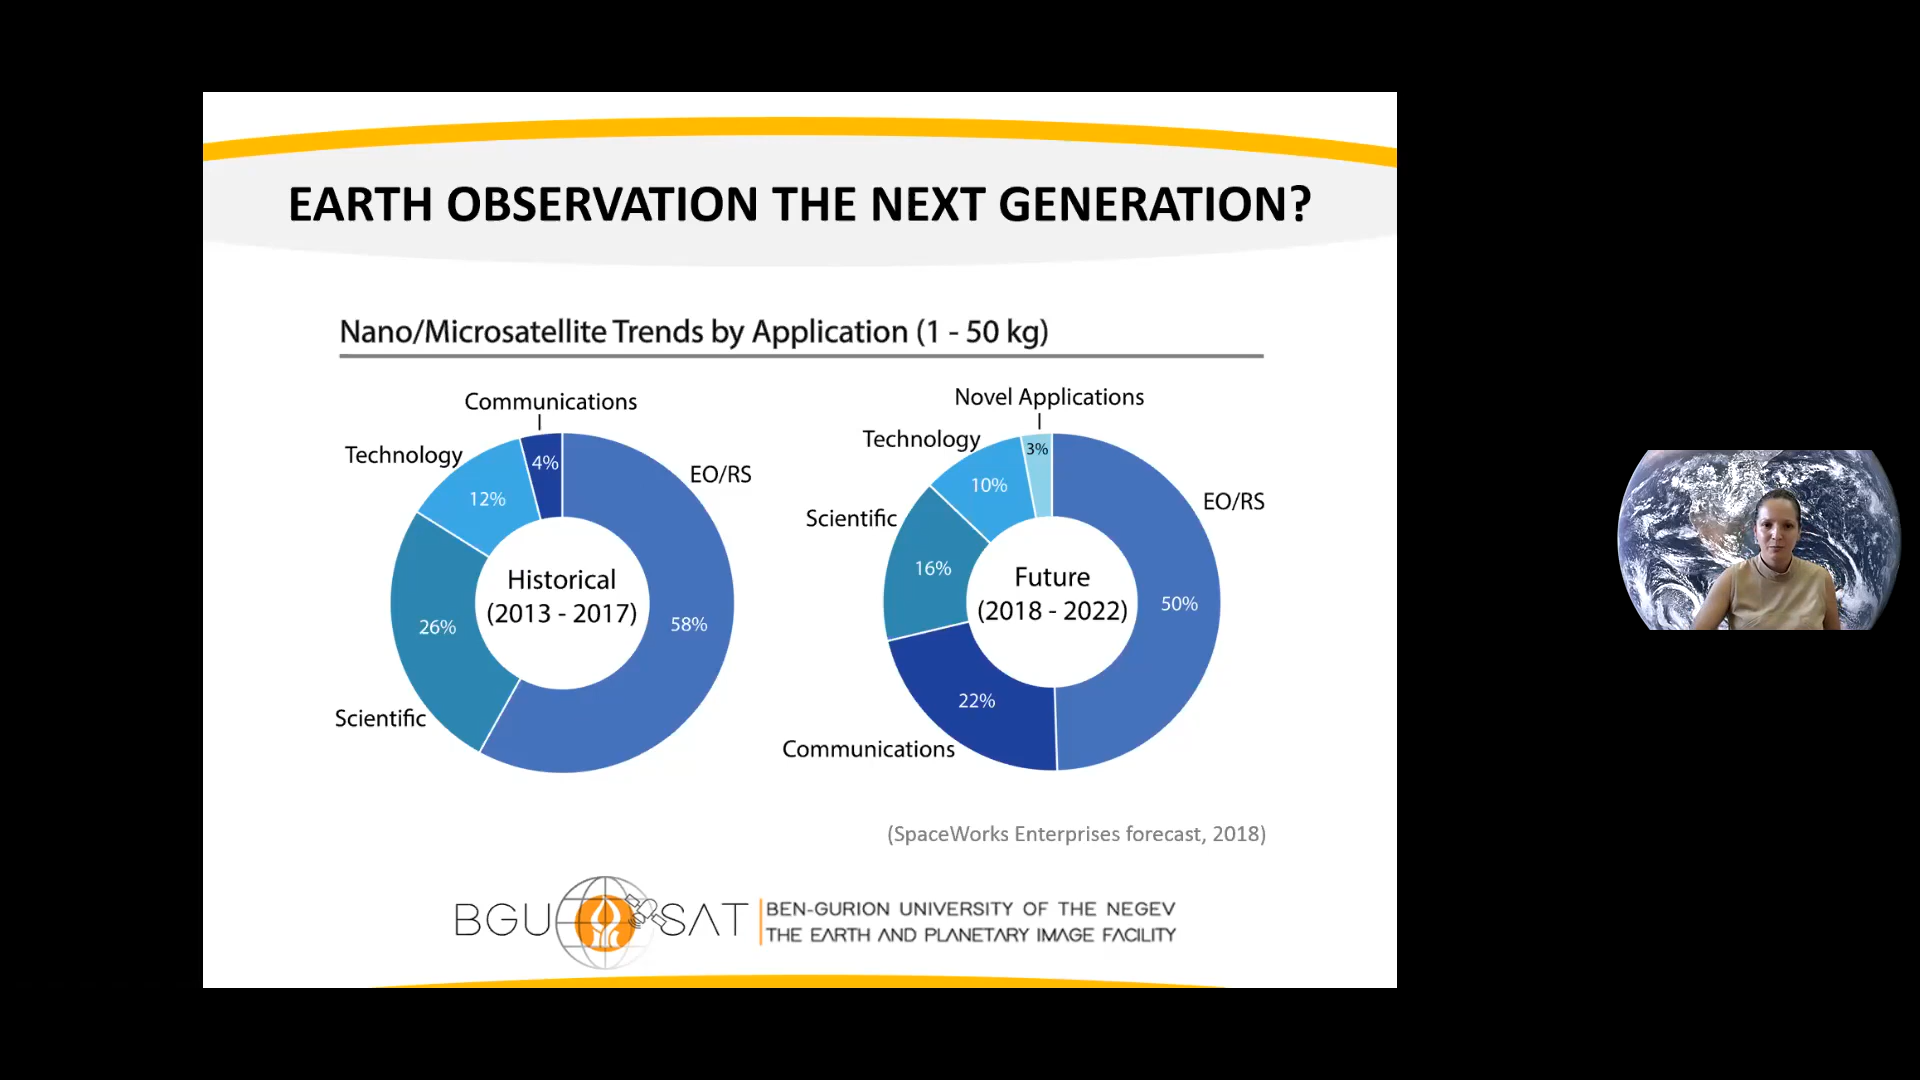 EARTH OBSERVATION THE NEXT GENERATION?
Nano/Microsatellite Trends by Application (1 - 50 kg)
Communications
Technology
EO/RS
4%
12%
Historical
(2013 - 2017)
26%
58%
Scientific
Novel Applications
Technology
3%
10%
EO/RS
Scientific
16%
Future
(2018 - 2022)
50%
22%
Communications
(SpaceWorks Enterprises forecast, 2018)
BGU SAT
BEN-GURION UNIVERSITY OF THE NEGEV
THE EARTH AND PLANETARY IMAGE FACILITY